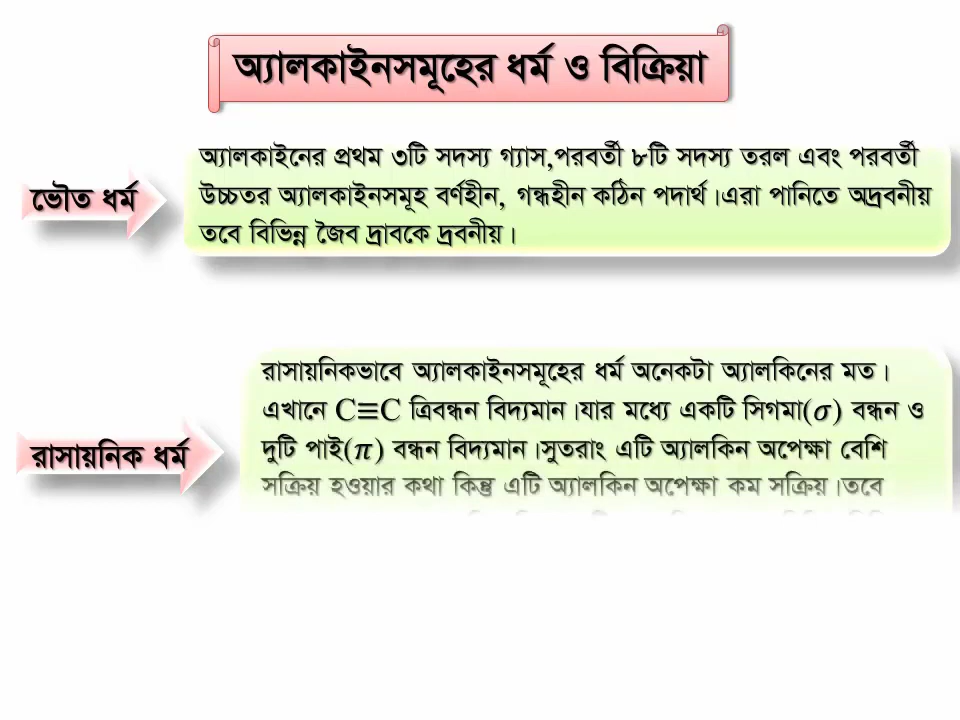 অ্যালকাইনসমূহের ধর্ম ও বিক্রিয়া
ভৌত ধর্ম
অ্যালকাইনের প্রথম ৩টি সদস্য গ্যাস,পরবর্তী ৮টি সদস্য তরল এবং পরবর্তী
উচ্চতর অ্যালকাইনসমূহ বর্ণহীন, গন্ধহীন কঠিন পদার্থ।এরা পানিতে অদ্রবনীয়
তবে বিভিন্ন জৈব দ্রাবকে দ্রবনীয়।
রাসায়নিক ধর্ম
রাসায়নিকভাবে অ্যালকাইনসমূহের ধর্ম অনেকটা অ্যালকিনের মত।
এখানে C≡C ত্রিবন্ধন বিদ্যমান।যার মধ্যে একটি সিগমা(σ) বন্ধন ও
দুটি পাই(π) বন্ধন বিদ্যমান।সুতরাং এটি অ্যালকিন অপেক্ষা বেশি
সক্রিয় হওয়ার কথা কিন্তু এটি অ্যালকিন অপেক্ষা কম সক্রিয়।তবে